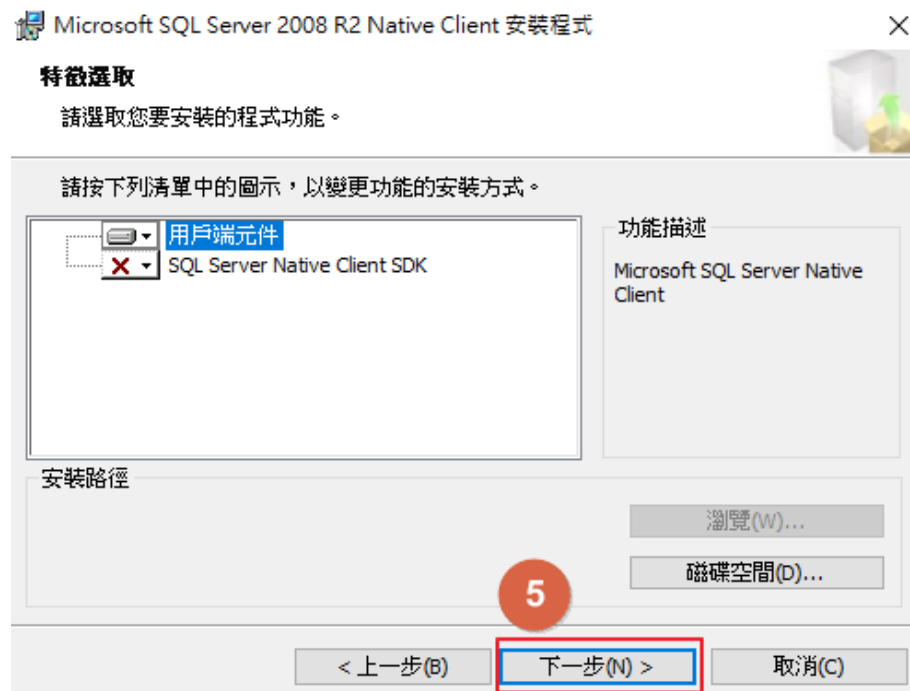 Microsoft SQL Server 2008 R2 Native Client 安裝程式
特徵選取
請選取您要安裝的程式功能。
請按下列清單中的圖示，以變更功能的安裝方式。
用戶端元件
SQL Server Native Client SDK
功能描述
Microsoft SQL Server Native
Client
安裝路徑
瀏覽(W)...
磁碟空間(D)...
5
< 上一步(B)
下一步(N) >
取消(C)